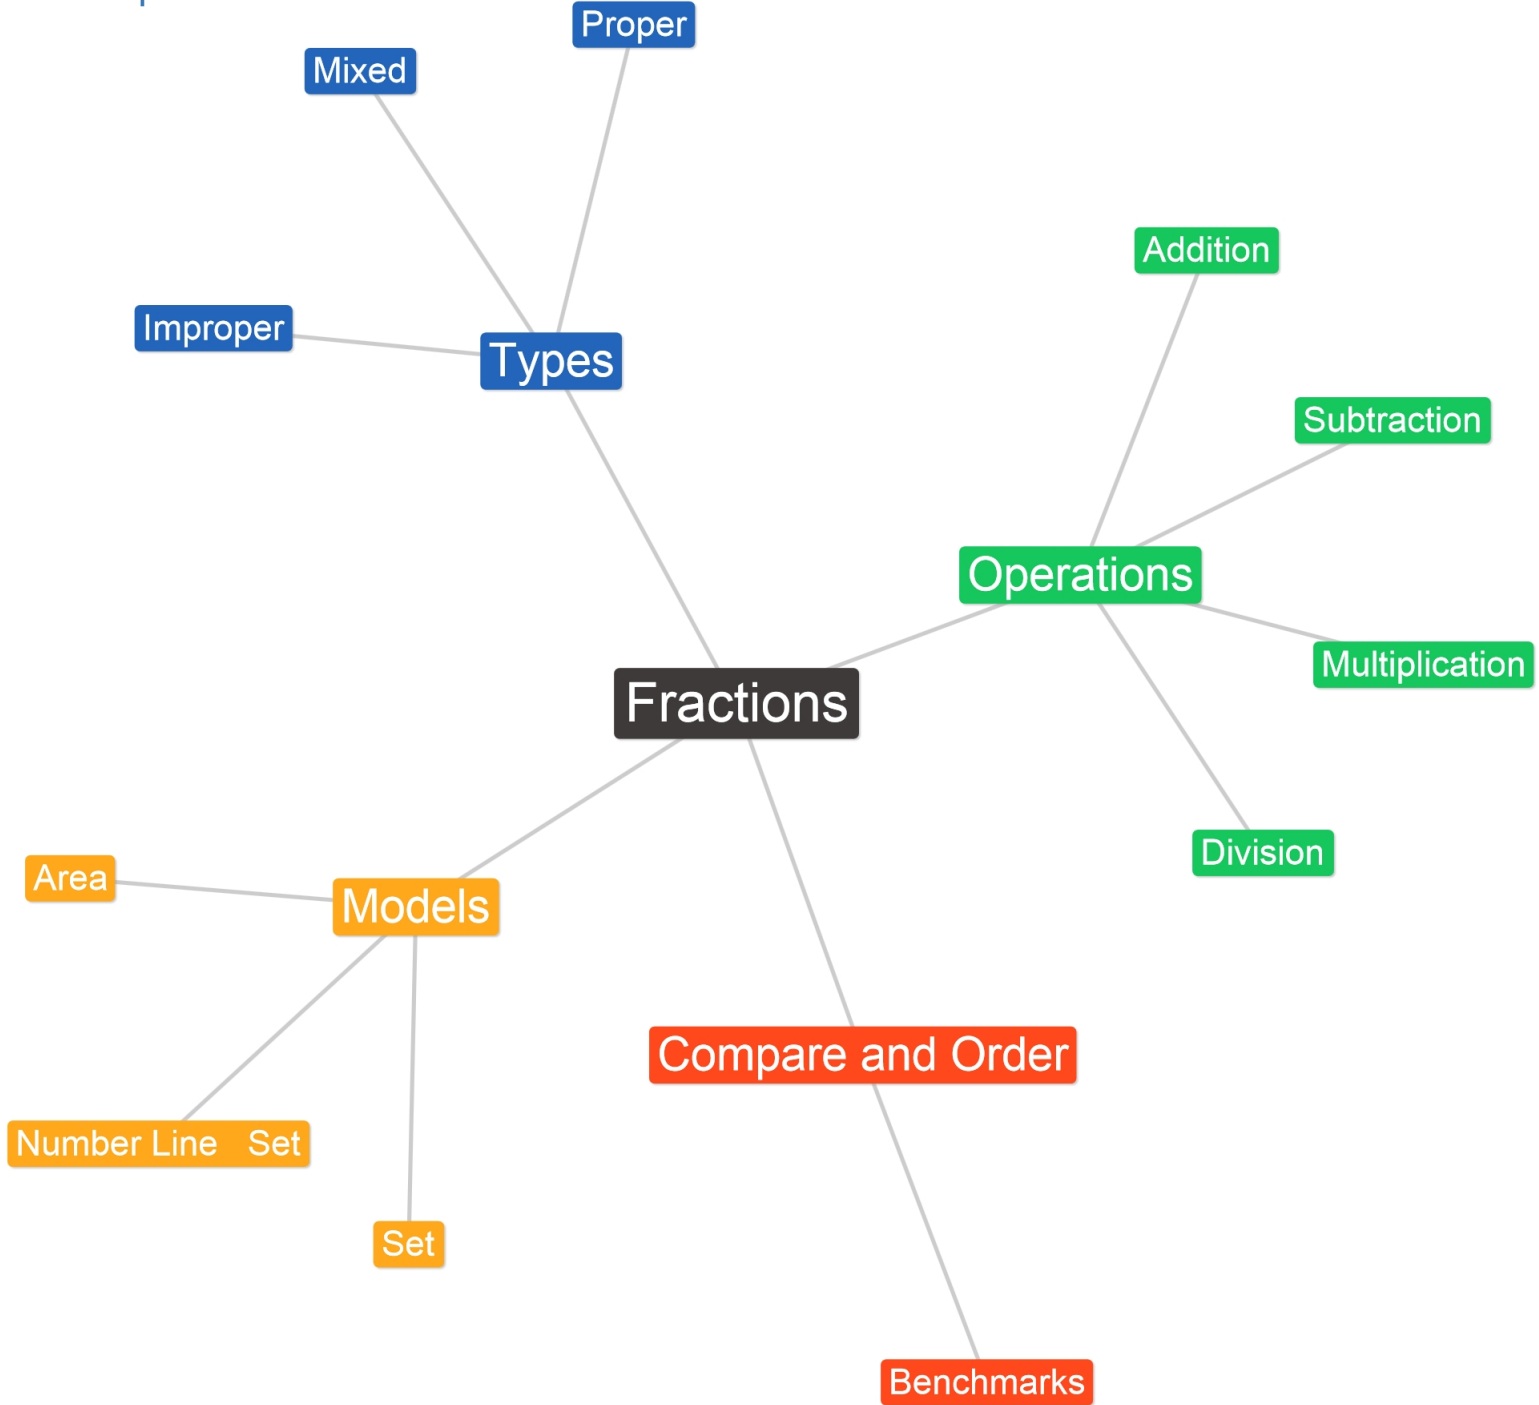 Proper
Mixed
Addition
Improper
Types
Subtraction
Operations
Multiplication
Fractions
Division
Area
Models
Compare and Order
Number Line   Set
Set
Benchmarks